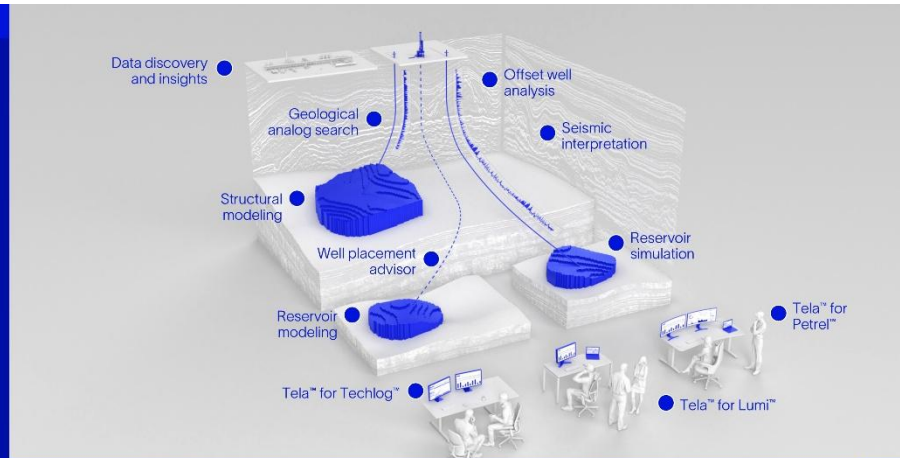 Data discovery
and insights
Offset well
analysis
Geological
analog search
Seismic
interpretation
Structural
modeling
Well placement
advisor
Reservoir
simulation
Reservoir
modeling
Tela™ for
Petrel™
Tela™ for Techlog™
Tela™ for Lumi™